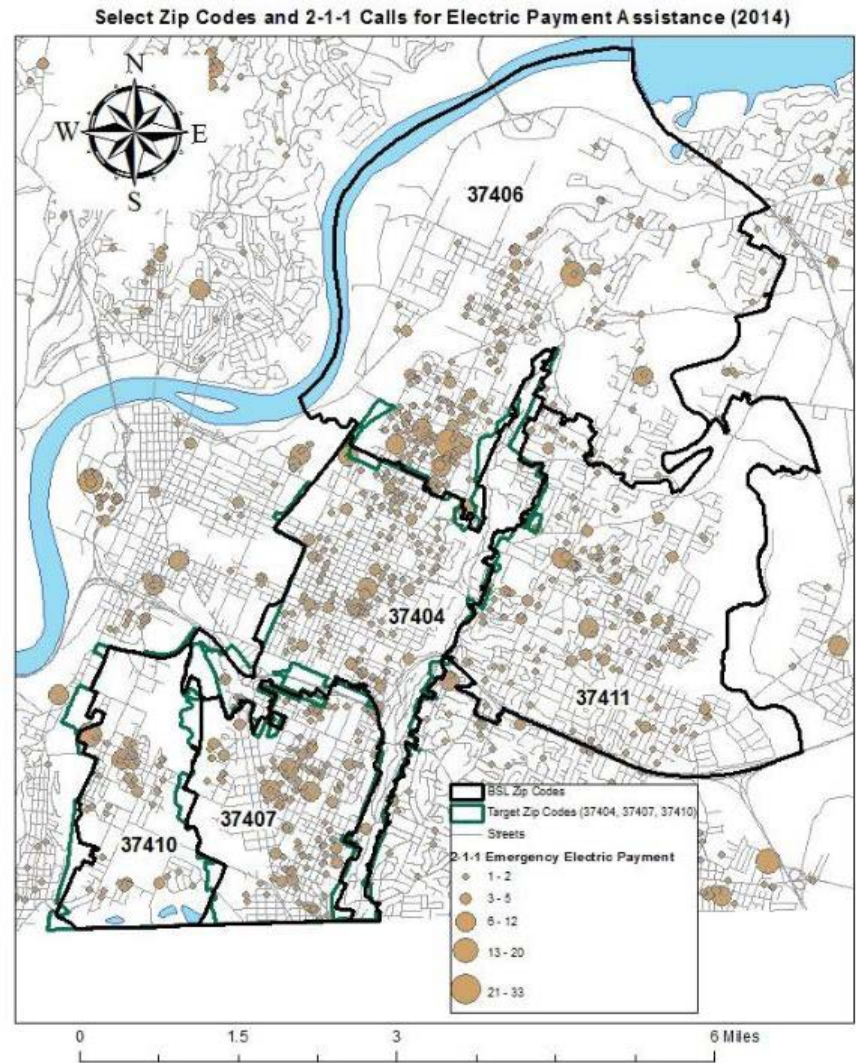 Select Zip Codes and 2-1-1 Calls for Electric Payment Assistance (2014)
N
W E
S
37406
37404
37411
37407
37410
BSL Zip Codes
Target Zip Codes (37404, 37407, 37410)
Streets
2-1-1 Emergency Electric Payment
1 - 2
3 - 5
6 - 12
13 - 20
21 - 33
0 1.5 3 6 Miles